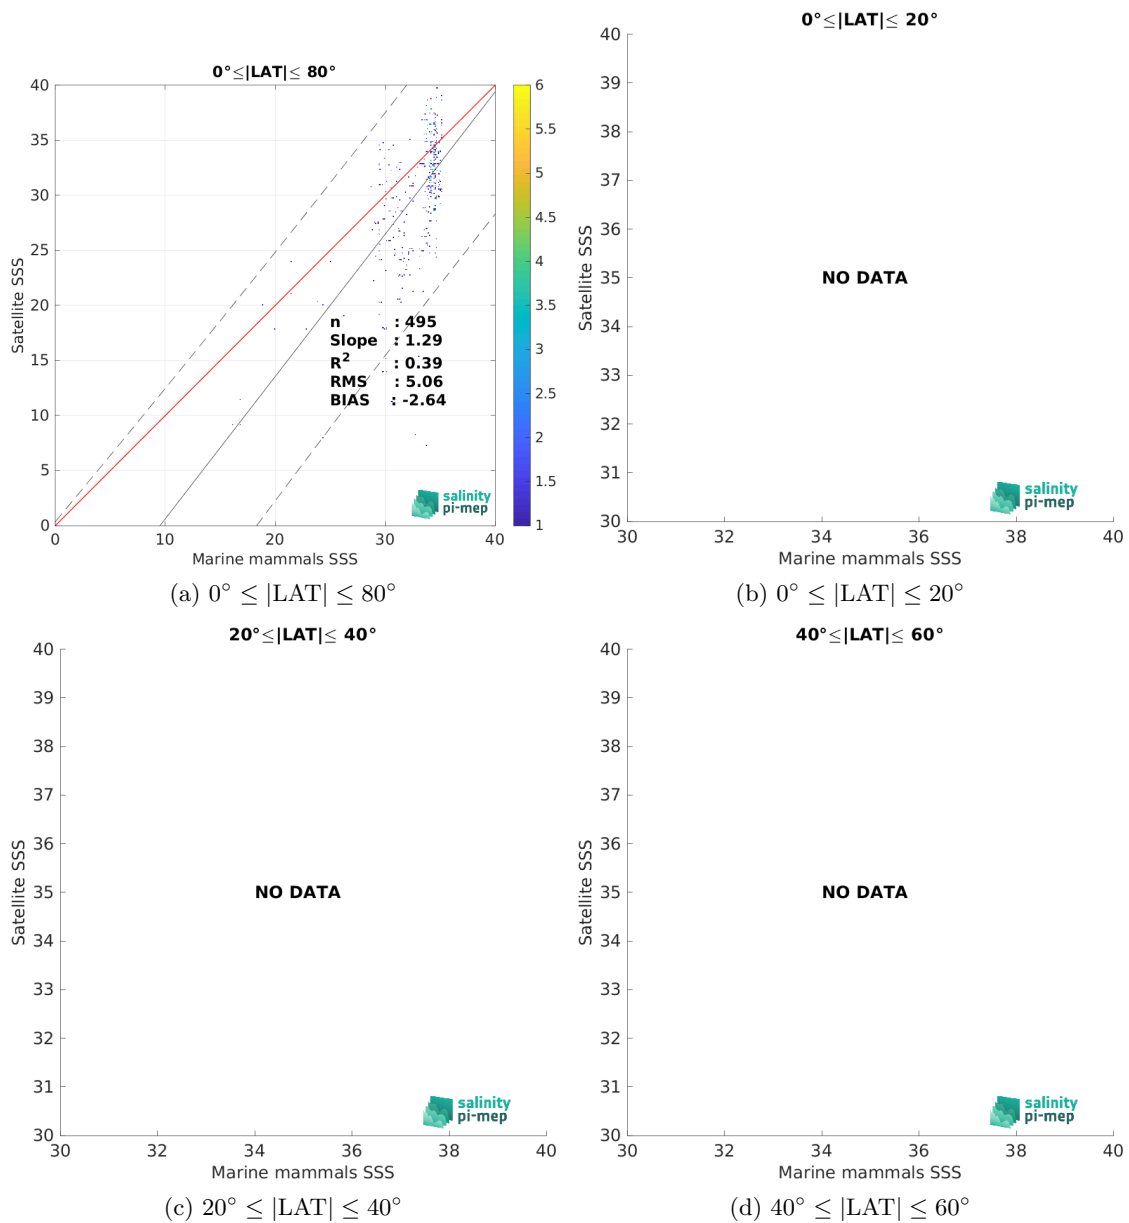 0°≤|LAT|≤ 80°
40
35
30
25
20
15
10
5
0
Satellite SSS
0
10
20
30
40
Marine mammals SSS
n : 495
Slope : 1.29
R² : 0.39
RMS : 5.06
BIAS : -2.64
salinity
pi-mep
6
5.5
5
4.5
4
3.5
3
2.5
2
1.5
1
(a) 0° ≤ |LAT| ≤ 80°
0°≤|LAT|≤ 20°
40
39
38
37
36
35
34
33
32
31
30
Satellite SSS
NO DATA
salinity
pi-mep
30
32
34
36
38
40
Marine mammals SSS
(b) 0° ≤ |LAT| ≤ 20°
20°≤|LAT|≤ 40°
40
39
38
37
36
35
34
33
32
31
30
Satellite SSS
NO DATA
salinity
pi-mep
30
32
34
36
38
40
Marine mammals SSS
(c) 20° ≤ |LAT| ≤ 40°
40°≤|LAT|≤ 60°
40
39
38
37
36
35
34
33
32
31
30
Satellite SSS
NO DATA
salinity
pi-mep
30
32
34
36
38
40
Marine mammals SSS
(d) 40° ≤ |LAT| ≤ 60°